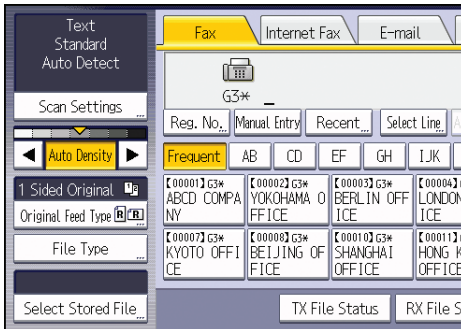 Text
Standard
Auto Detect
Scan Settings
Auto Density
1 Sided Original
Original Feed Type
File Type
Select Stored File
Fax
Internet Fax
E-mail
G3* _
Reg. No.
Manual Entry
Recent
Select Line
Frequent
AB
CD
EF
GH
IJK
[00001] G3*
ABCD COMPA
NY
[00002] G3*
YOKOHAMA O
FFICE
[00003] G3*
BERLIN OFF
ICE
[00004]
LONDON
ICE
[00007] G3*
KYOTO OFFI
CE
[00008] G3*
BEIJING OF
FICE
[00010] G3*
SHANGHAI
OFFICE
[00011]
HONG
OFFICE
TX File Status
RX File S